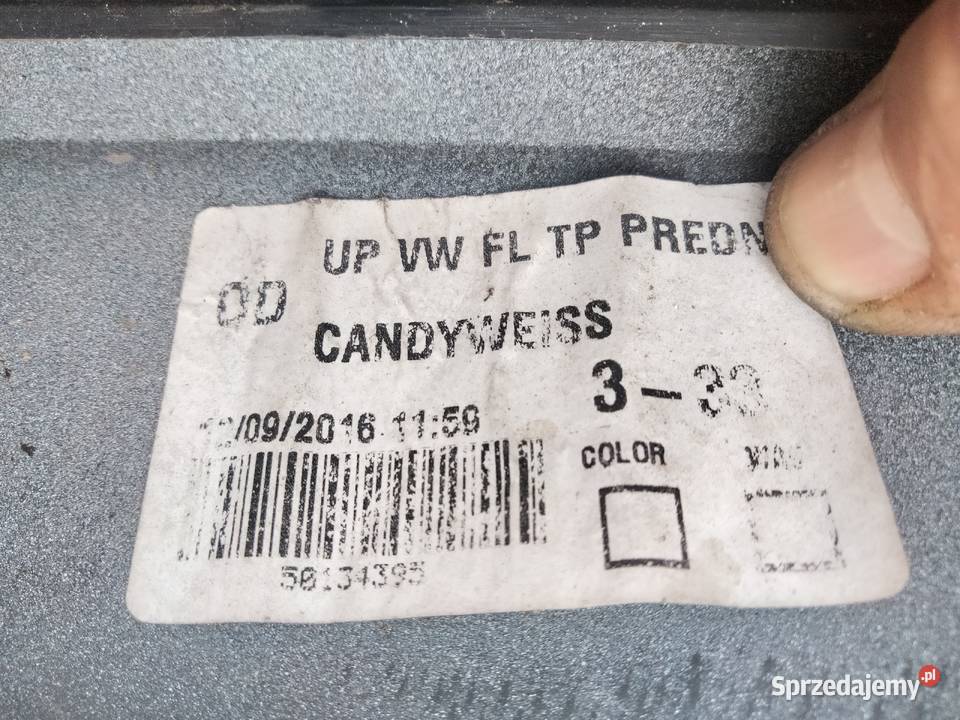 UP VW FL TP PREDN
OD
CANDYWEISS
3-33
/09/2016 11:59
COLOR
50134395
Sprzedajemy.pl